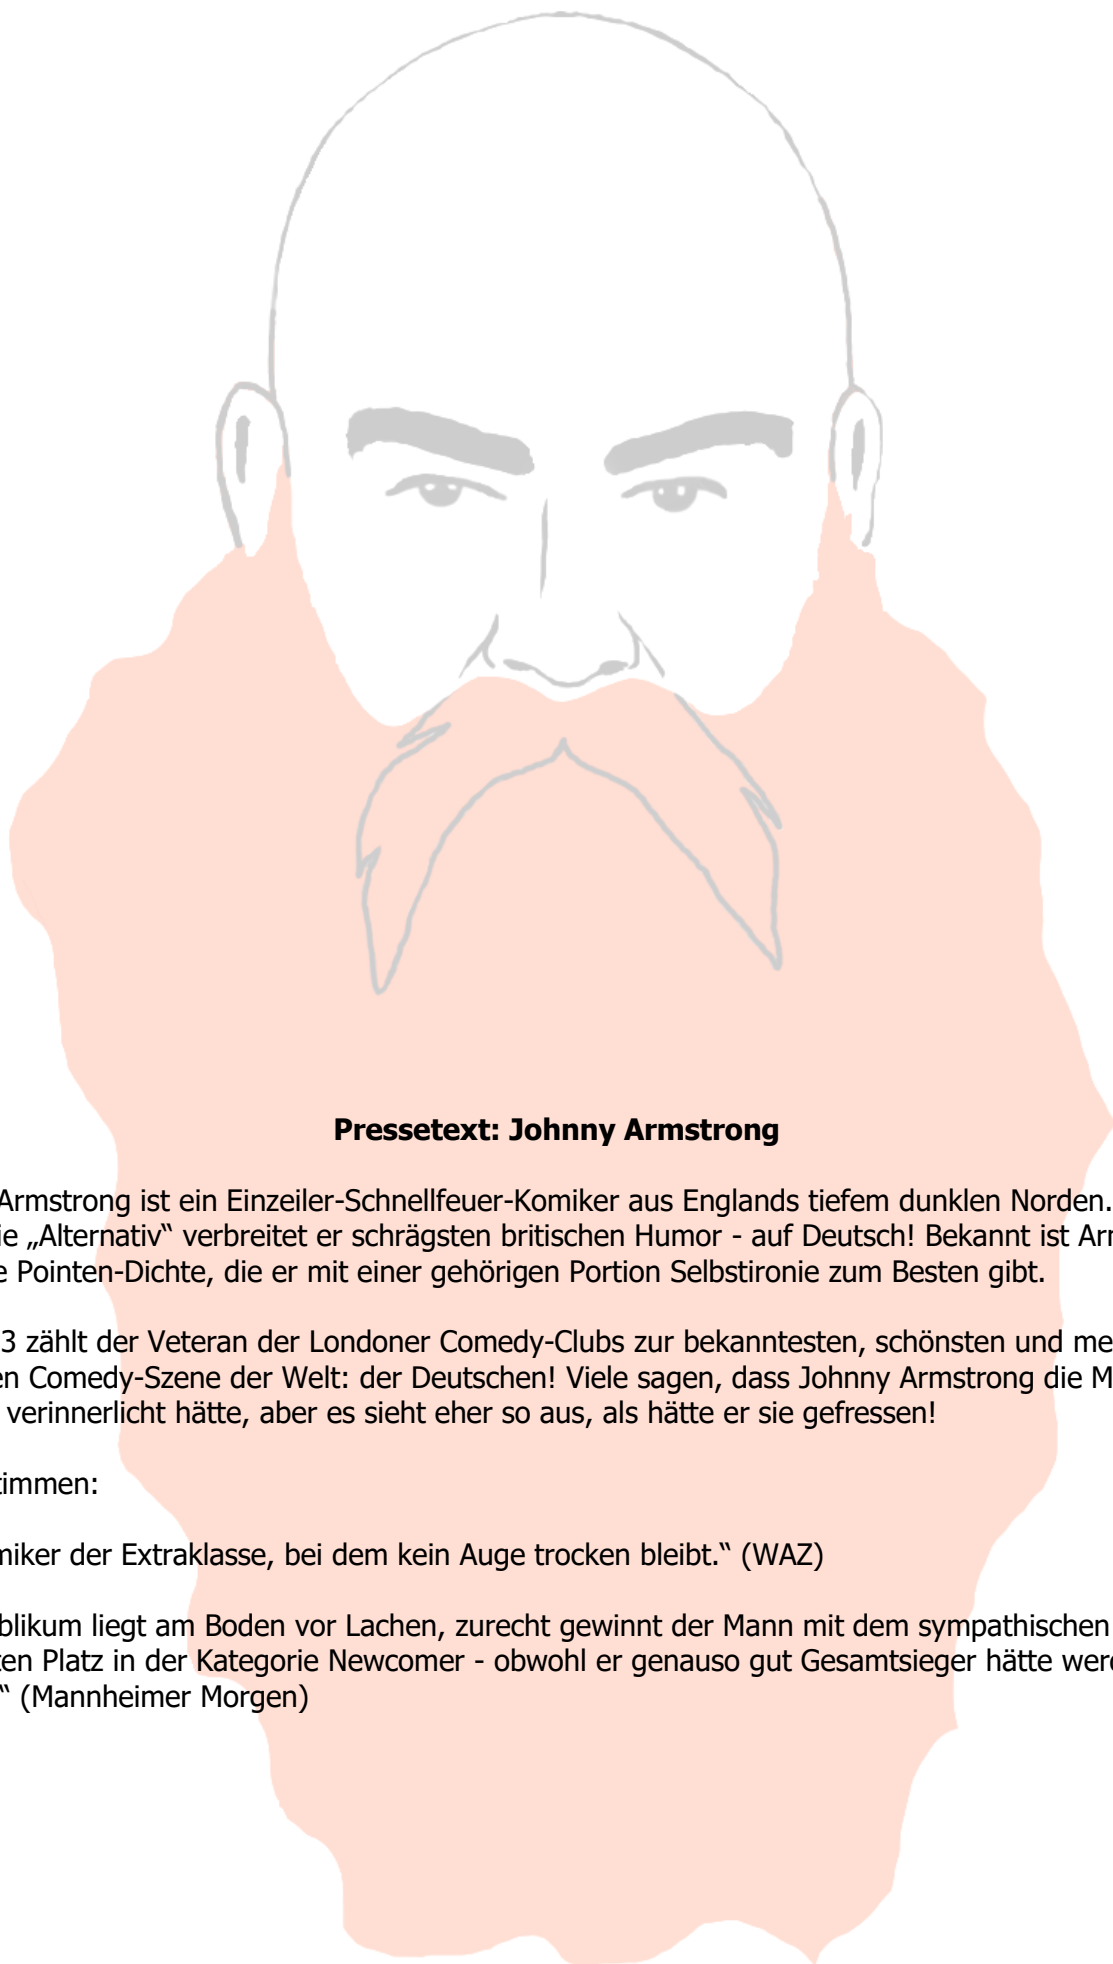 Pressetext: Johnny Armstrong
Armstrong ist ein Einzeiler-Schnellfeuer-Komiker aus Englands tiefem dunklen Norden.
„Alternativ“ verbreitet er schrägsten britischen Humor - auf Deutsch! Bekannt ist
Pointen-Dichte, die er mit einer gehörigen Portion Selbstironie zum Besten gibt.
3 zählt der Veteran der Londoner Comedy-Clubs zur bekanntesten, schönsten und
Comedy-Szene der Welt: der Deutschen! Viele sagen, dass Johnny Armstrong die
verinnerlicht hätte, aber es sieht eher so aus, als hätte er sie gefressen!
timmen:
miker der Extraklasse, bei dem kein Auge trocken bleibt.“ (WAZ)
blikum liegt am Boden vor Lachen, zurecht gewinnt der Mann mit dem sympathischen
ten Platz in der Kategorie Newcomer - obwohl er genauso gut Gesamtsieger hätte
“ (Mannheimer Morgen)